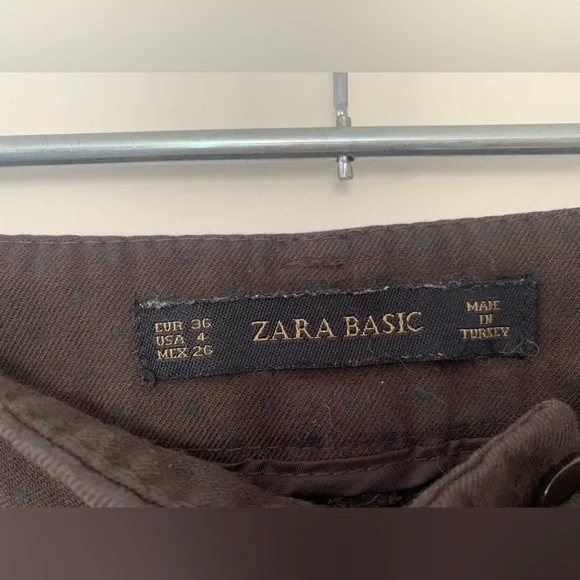 EUR 36
USA 4
MEX 26
ZARA BASIC
MADE
IN
TURKEY